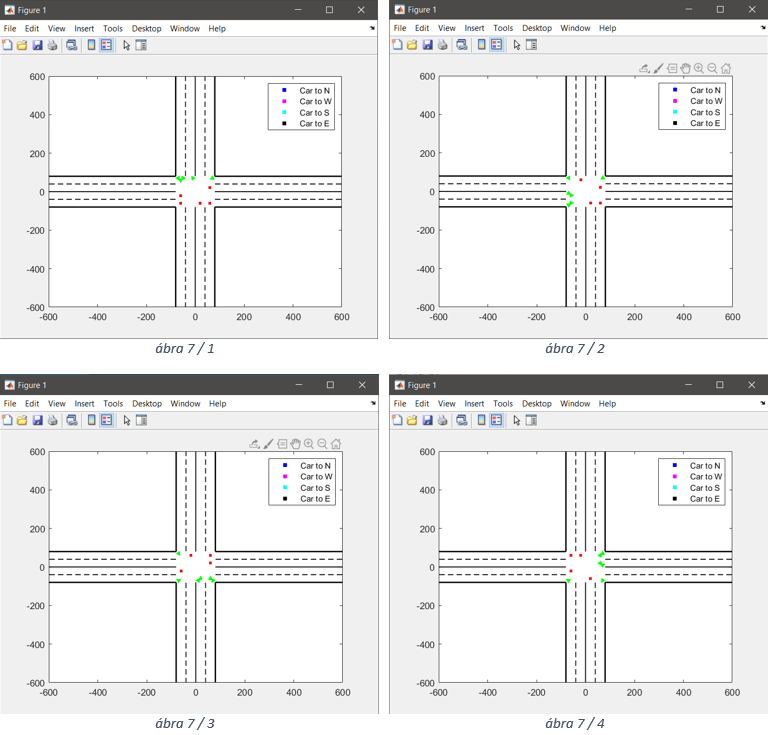 Figure 1
File Edit View Insert Tools Desktop Window Help
600
400
200
0
-200
-400
-600
-600 -400 -200 0 200 400 600
Car to N
Car to W
Car to S
Car to E
ábra 7 / 1
Figure 1
File Edit View Insert Tools Desktop Window Help
600
400
200
0
-200
-400
-600
-600 -400 -200 0 200 400 600
Car to N
Car to W
Car to S
Car to E
ábra 7 / 2
Figure 1
File Edit View Insert Tools Desktop Window Help
600
400
200
0
-200
-400
-600
-600 -400 -200 0 200 400 600
Car to N
Car to W
Car to S
Car to E
ábra 7 / 3
Figure 1
File Edit View Insert Tools Desktop Window Help
600
400
200
0
-200
-400
-600
-600 -400 -200 0 200 400 600
Car to N
Car to W
Car to S
Car to E
ábra 7 / 4